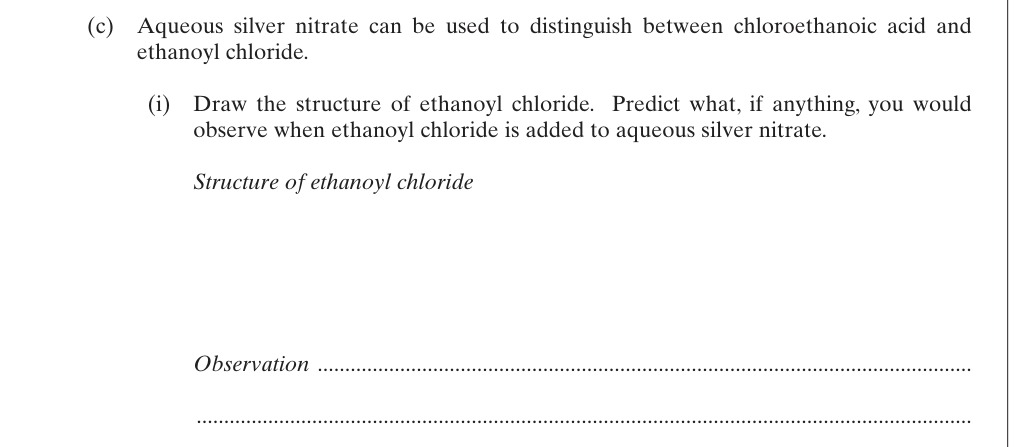 (c) Aqueous silver nitrate can be used to distinguish between chloroethanoic acid and
ethanoyl chloride.
(i) Draw the structure of ethanoyl chloride. Predict what, if anything, you would
observe when ethanoyl chloride is added to aqueous silver nitrate.
Structure of ethanoyl chloride
Observation ..........................................................................................................................
..................................................................................................................................................